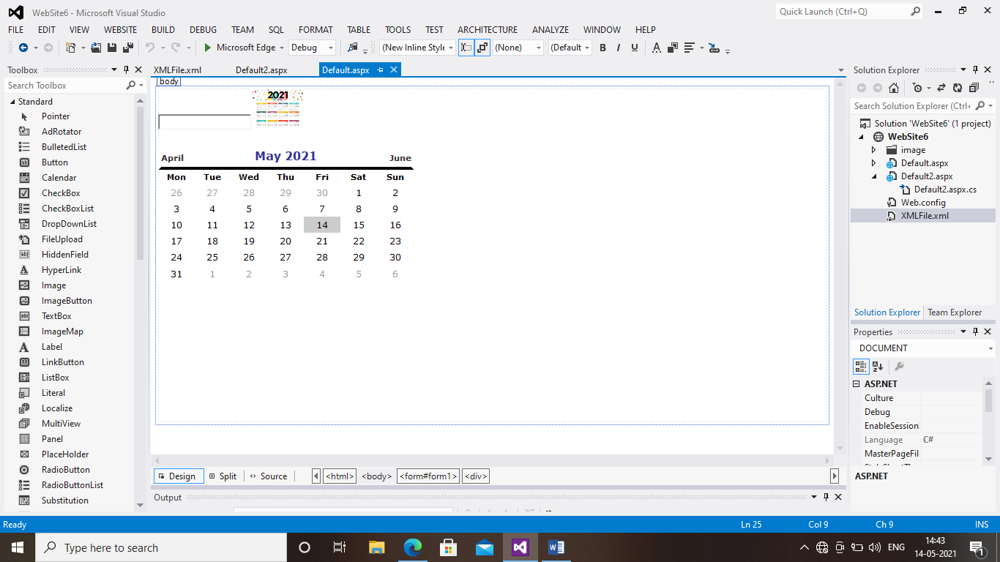 WebSite6 - Microsoft Visual Studio
Quick Launch (Ctrl+Q)
FILE EDIT VIEW WEBSITE BUILD DEBUG TEAM SQL FORMAT TABLE TOOLS TEST ARCHITECTURE ANALYZE WINDOW HELP
Microsoft Edge Debug (New Inline Style (None) (Default B I U A
Toolbox
Search Toolbox
Standard
Pointer
AdRotator
BulletedList
Button
Calendar
CheckBox
CheckBoxList
DropDownList
FileUpload
HiddenField
HyperLink
Image
ImageButton
TextBox
ImageMap
Label
LinkButton
ListBox
Literal
Localize
MultiView
Panel
PlaceHolder
RadioButton
RadioButtonList
Substitution
XMLFile.xml Default2.aspx Default.aspx
body
2021
April May 2021 June
Mon Tue Wed Thu Fri Sat Sun
26 27 28 29 30 1 2
3 4 5 6 7 8 9
10 11 12 13 14 15 16
17 18 19 20 21 22 23
24 25 26 27 28 29 30
31 1 2 3 4 5 6
Design Split Source <html> <body> <form#form1> <div>
Output
Solution Explorer
Search Solution Explorer (Ctrl+
Solution 'WebSite6' (1 project)
WebSite6
image
Default.aspx
Default2.aspx
Default2.aspx.cs
Web.config
XMLFile.xml
Solution Explorer Team Explorer
Properties
DOCUMENT
ASP.NET
Culture
Debug
EnableSession
Language C#
MasterPageFil
ASP.NET
Ready Ln 25 Col 9 Ch 9 INS
Type here to search
ENG
14:43
14-05-2021
1